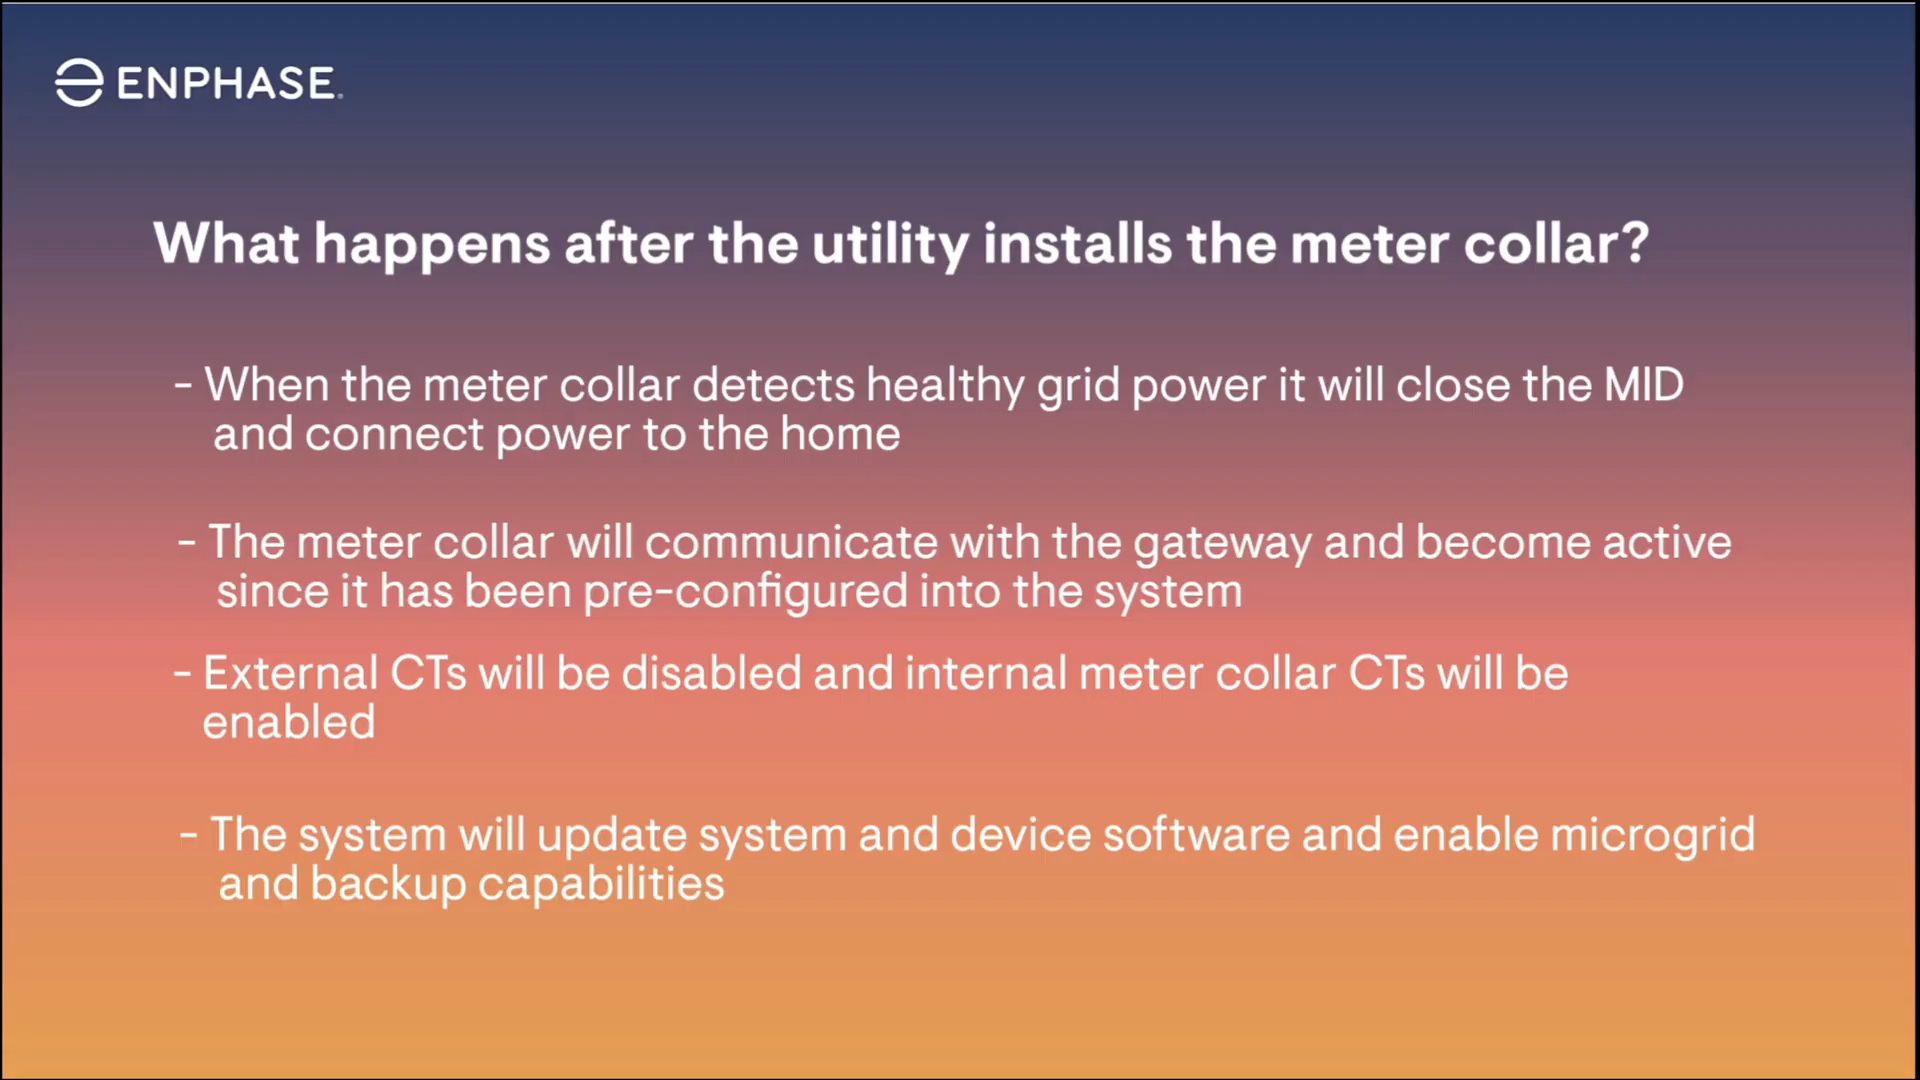 ENPHASE.
What happens after the utility installs the meter collar?
- When the meter collar detects healthy grid power it will close the MID
and connect power to the home
- The meter collar will communicate with the gateway and become active
since it has been pre-configured into the system
- External CTs will be disabled and internal meter collar CTs will be
enabled
- The system will update system and device software and enable microgrid
and backup capabilities